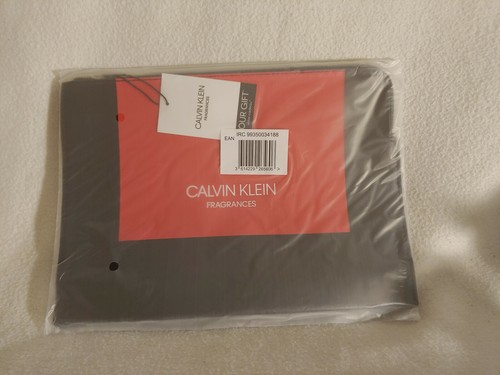 CALVIN KLEIN
FRAGRANCES
OUR GIFT
EAN
IRC 99350034188
CALVIN KLEIN
FRAGRANCES